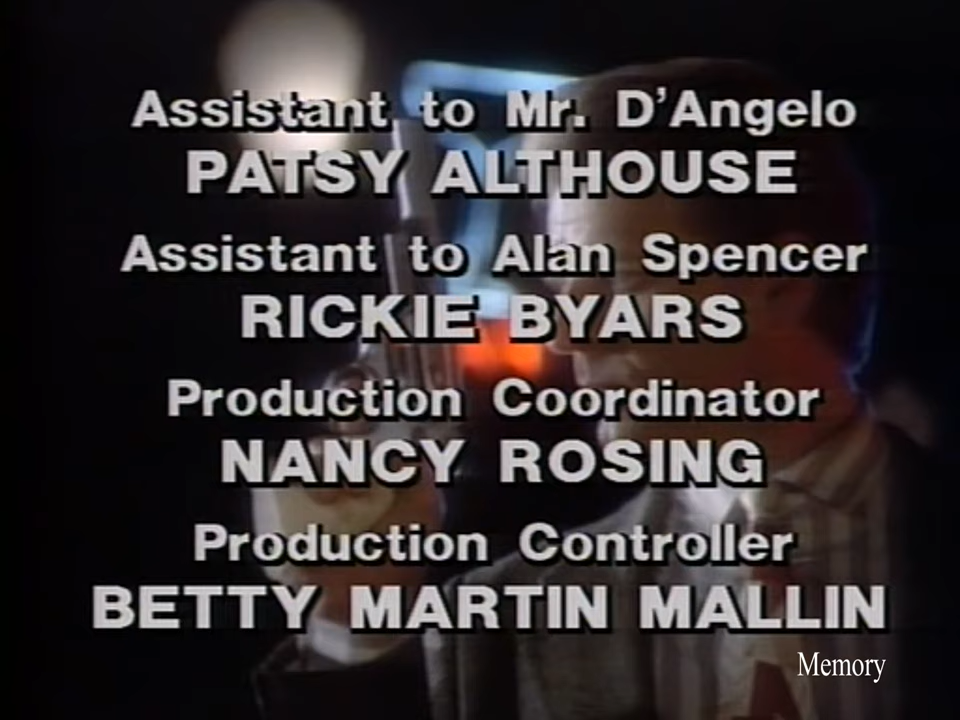 Assistant to Mr. D'Angelo
PATSY ALTHOUSE
Assistant to Alan Spencer
RICKIE BYARS
Production Coordinator
NANCY ROSING
Production Controller
BETTY MARTIN MALLIN
Memory